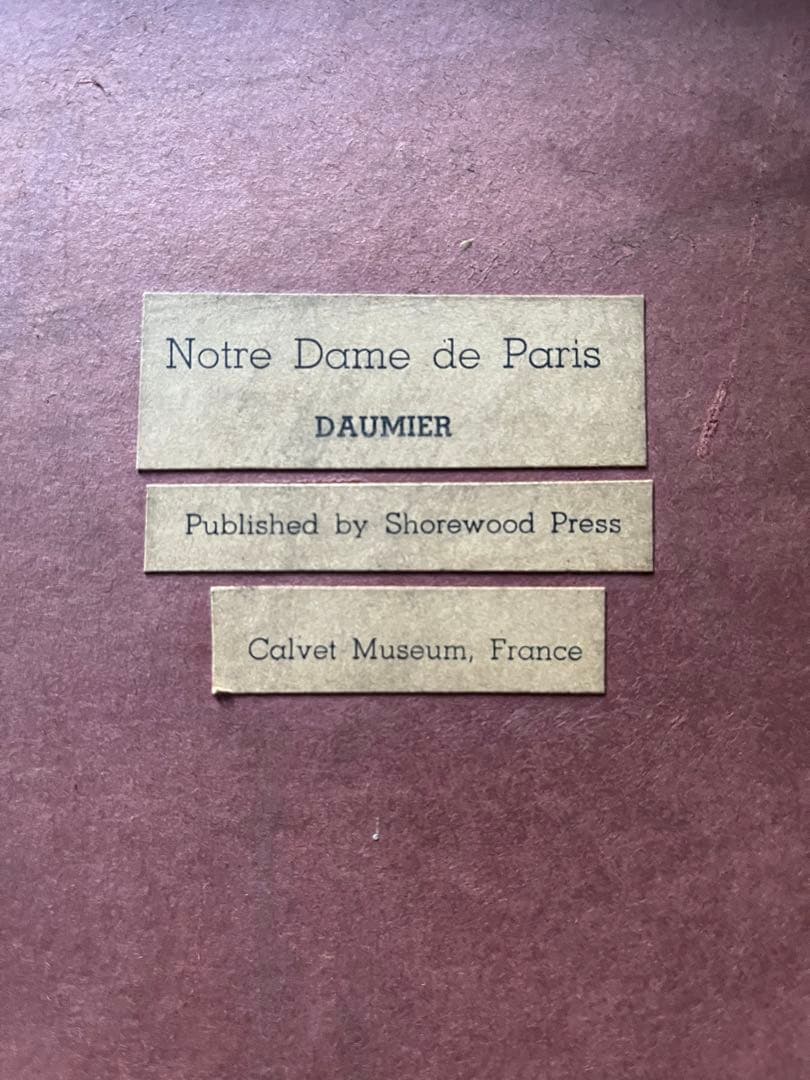 Notre Dame de Paris
DAUMIER
Published by Shorewood Press
Calvet Museum, France